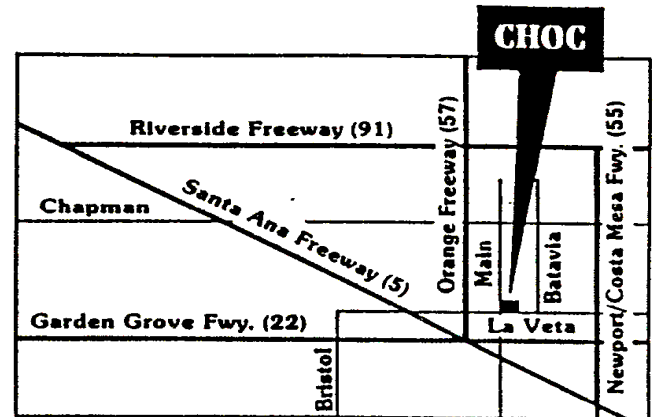 CHOC
Riverside Freeway (91)
Orange Freeway (57)
Newport/Costa Mesa Fwy. (55)
Santa Ana Freeway (5)
Chapman
Main
Batavia
Garden Grove Fwy. (22)
La Veta
Bristol